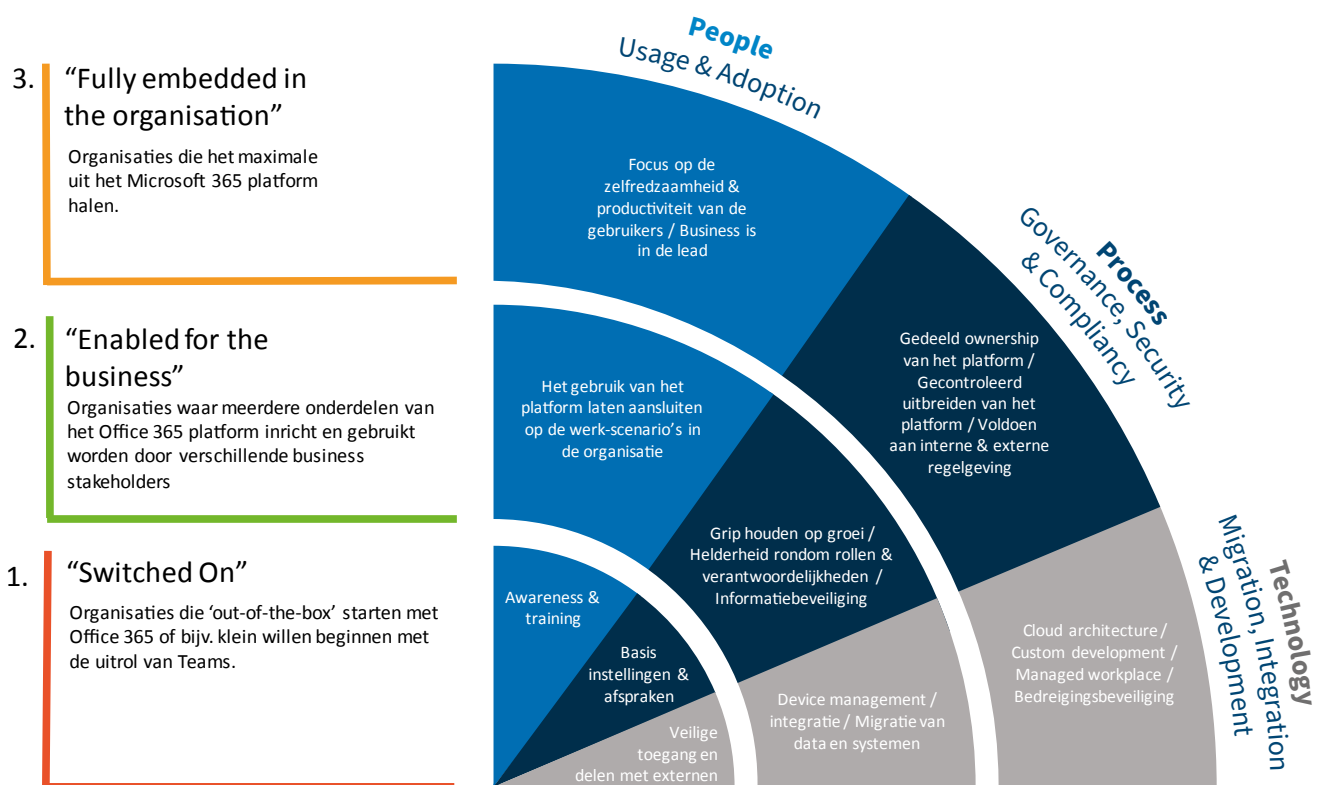 People
Usage & Adoption
3.
“Fully embedded in
the organisation”
Organisaties die het maximale
uit het Microsoft 365 platform
halen.
Focus op de
zelfredzaamheid &
productiviteit van de
gebruikers / Business is
in de lead
Process
Governance, Security
& Compliancy
Gedeeld ownership
van het platform /
Gecontroleerd
uitbreiden van het
platform / Voldoen
aan interne & externe
regelgeving
Technology
Migration, Integration
& Development
Cloud architecture /
Custom development /
Managed workplace /
Bedreigingsbeveiliging
2.
“Enabled for the
business”
Organisaties waar meerdere onderdelen van
het Office 365 platform inricht en gebruikt
worden door verschillende business
stakeholders
Het gebruik van het
platform laten aansluiten
op de werk-scenario’s in
de organisatie
Grip houden op groei /
Helderheid rondom rollen &
verantwoordelijkheden /
Informatiebeveiliging
Device management /
integratie / Migratie van
data en systemen
1.
“Switched On”
Organisaties die ‘out-of-the-box’ starten met
Office 365 of bijv. klein willen beginnen met
de uitrol van Teams.
Awareness &
training
Basis
instellingen &
afspraken
Veilige
toegang en
delen met externen